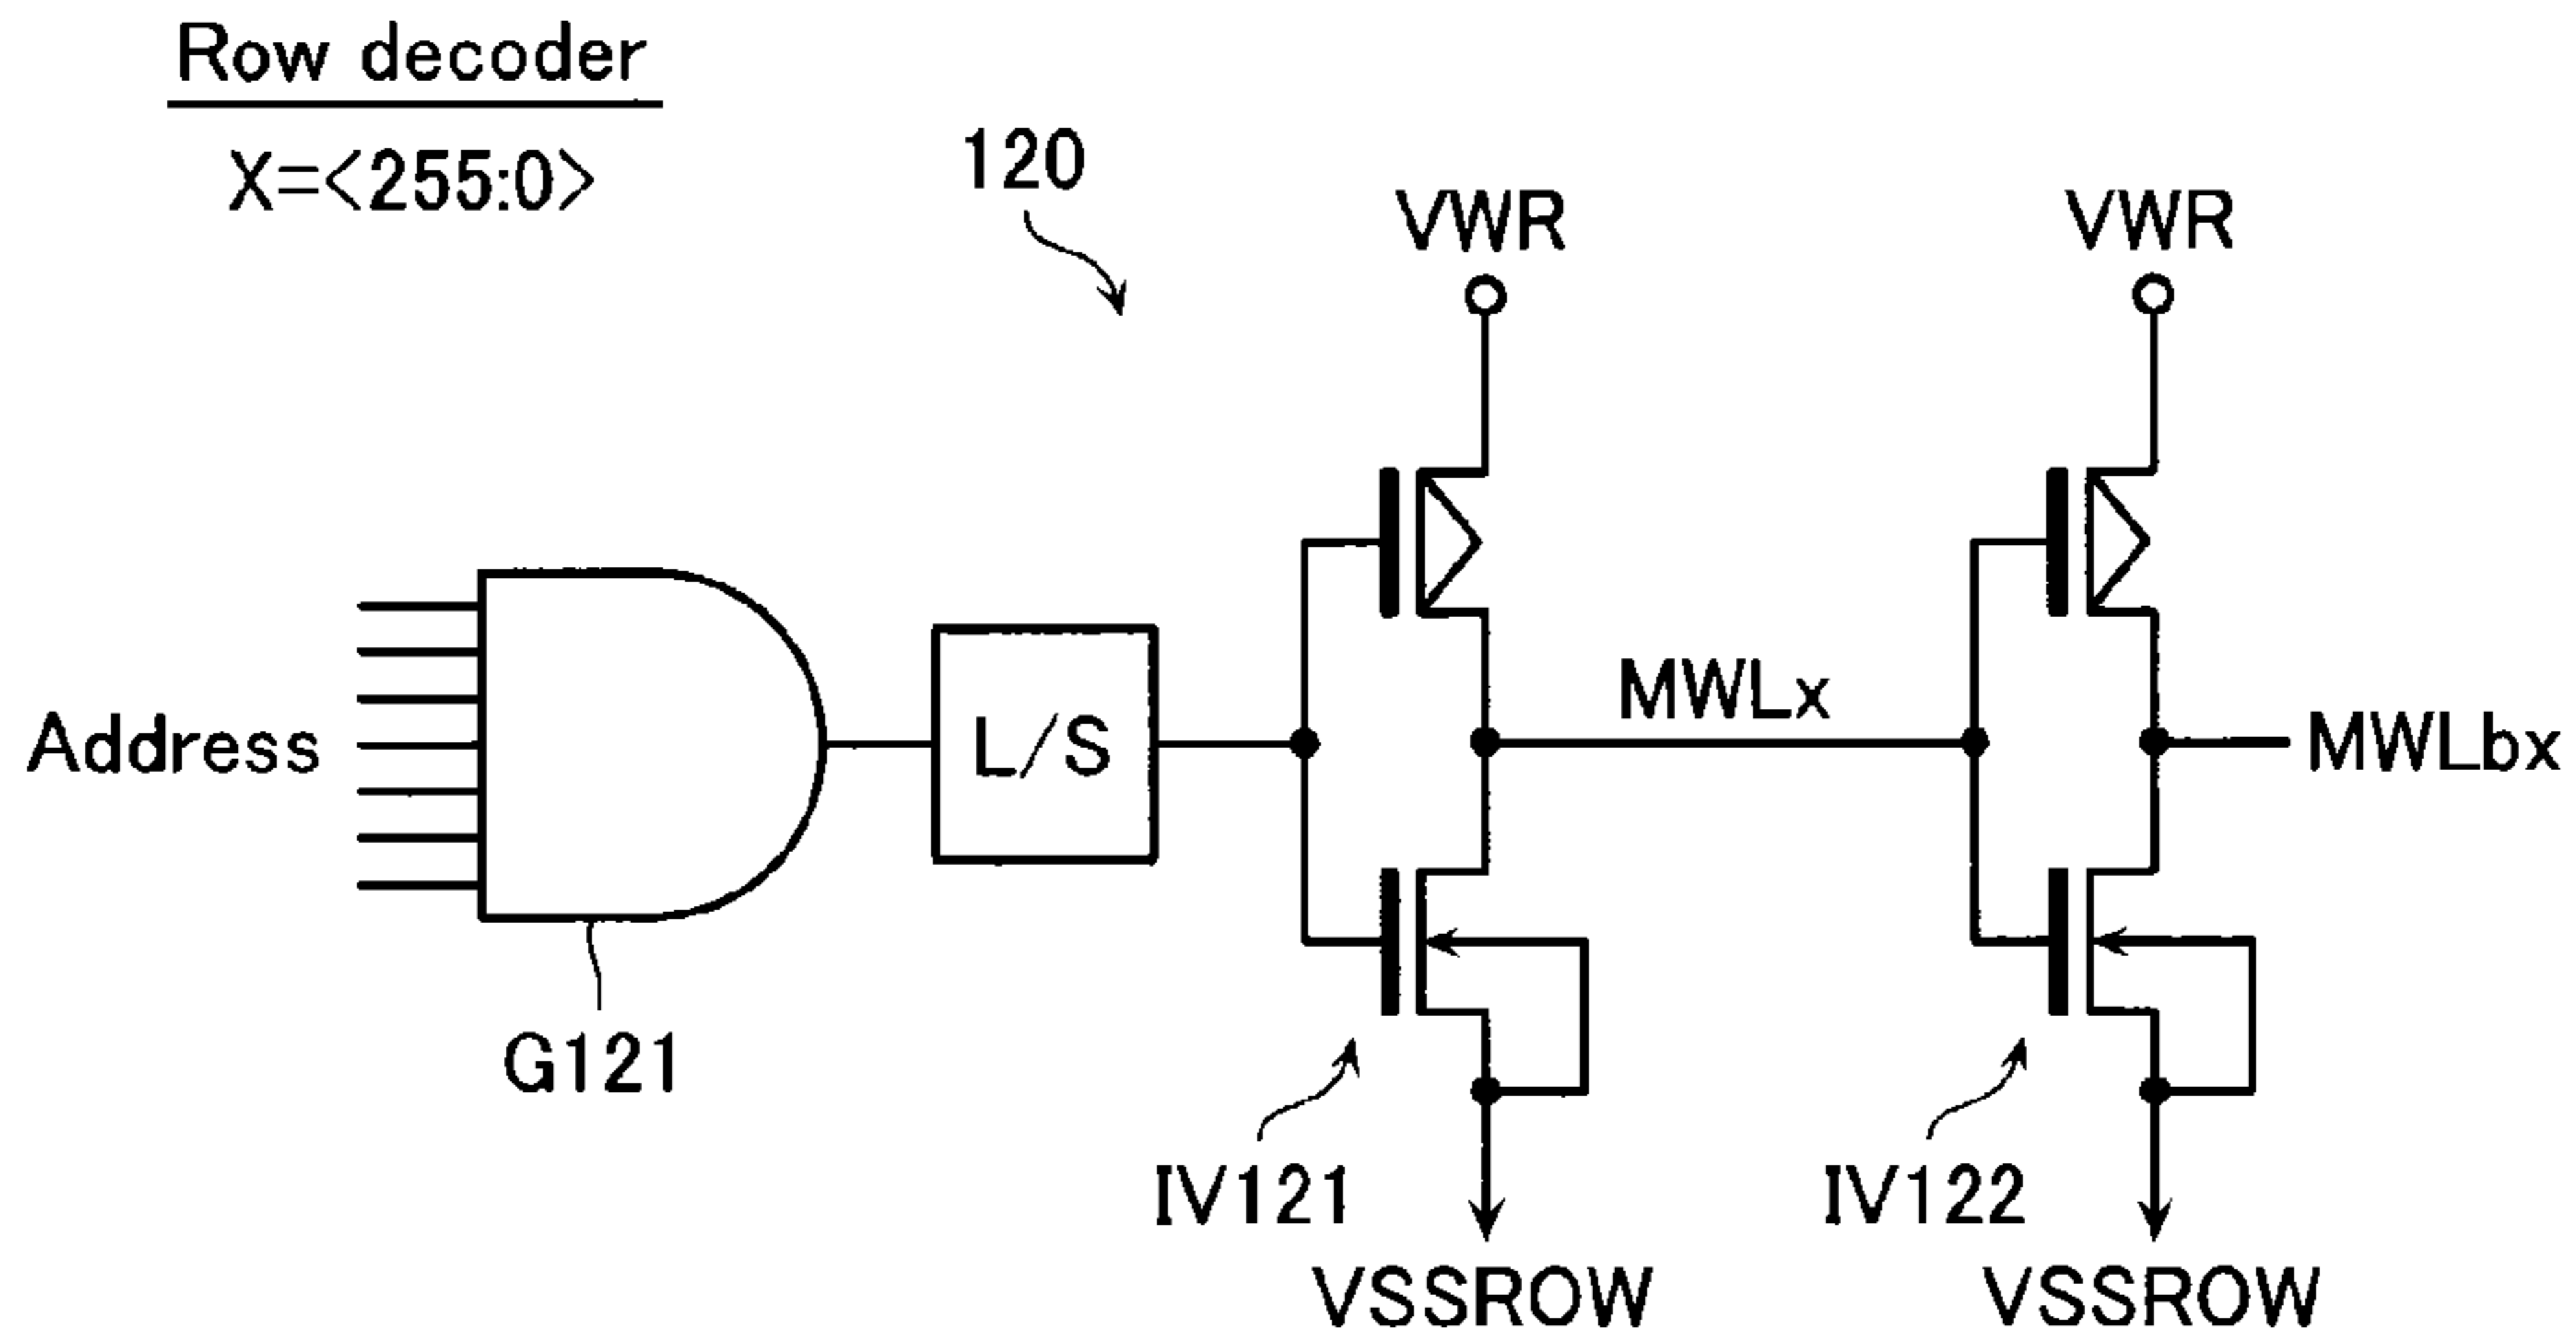 Row decoder
X=<255:0>
120
VWR
VWR
Address
L/S
MWLx
MWLbx
G121
IV121
IV122
VSSROW
VSSROW